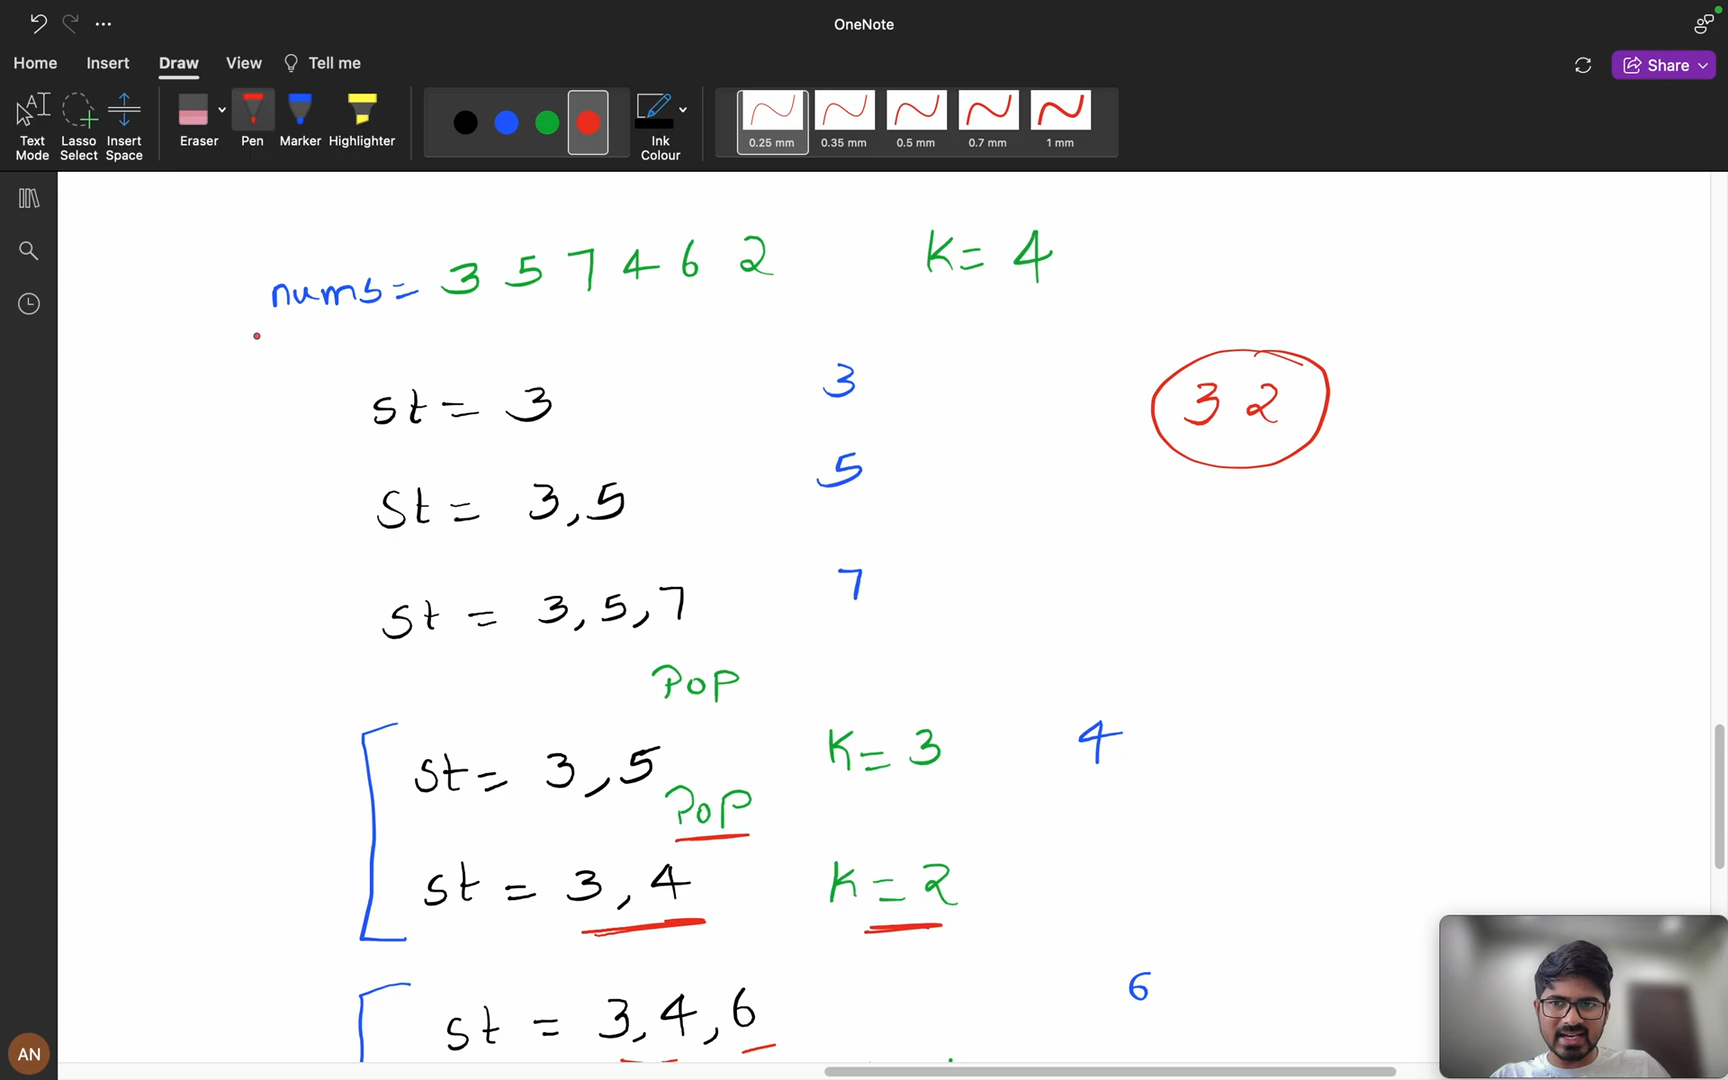 OneNote
Home Insert Draw View Tell me
Share
Text Mode
Lasso Select
Insert Space
Eraser
Pen
Marker
Highlighter
Ink Colour
0.25 mm
0.35 mm
0.5 mm
0.7 mm
1 mm
nums = 3 5 7 4 6 2 K = 4
st = 3 3
3 2
St = 3,5 5
st = 3,5,7 7
POP
st = 3,5 K = 3 4
POP
st = 3,4 K = 2
st = 3,4,6 6
AN